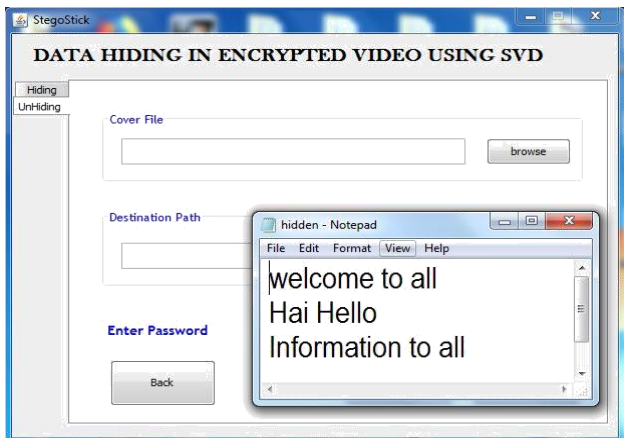 StegoStick
DATA HIDING IN ENCRYPTED VIDEO USING SVD
Hiding
UnHiding
Cover File
browse
Destination Path
hidden - Notepad
File Edit Format View Help
welcome to all
Hai Hello
Information to all
Enter Password
Back